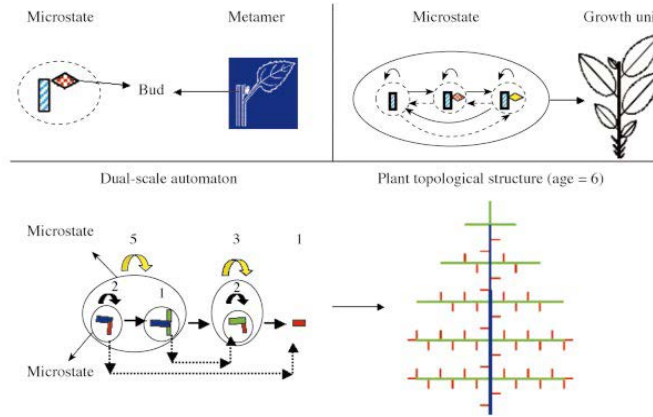 Microstate
Metamer
Bud
Microstate
Growth uni
Dual-scale automaton
Plant topological structure (age = 6)
Microstate
5
3
1
2
1
2
Microstate